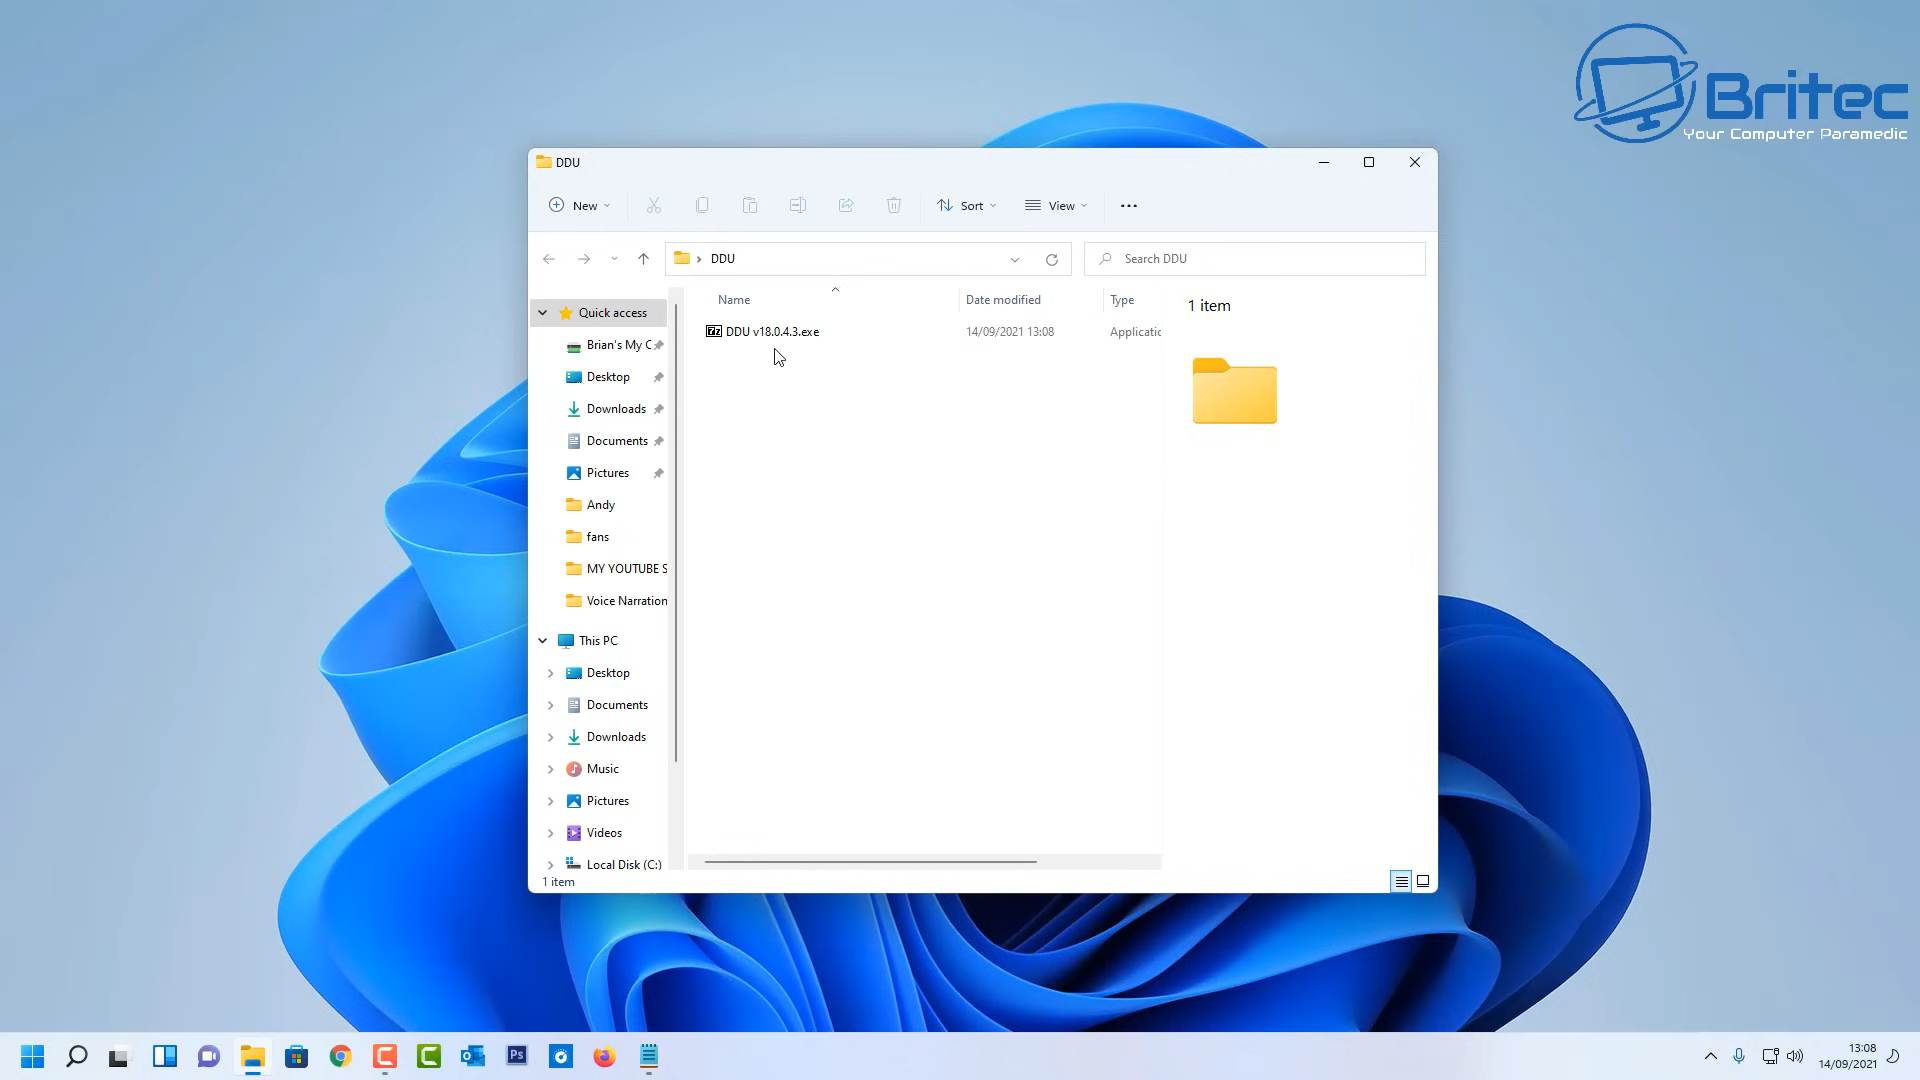 Britec
Your Computer Paramedic
DDU
New
Sort
View
DDU
Search DDU
Name
Date modified
Type
1 item
Quick access
DDU v18.0.4.3.exe
14/09/2021 13:08
Applicatic
Brian's My C
Desktop
Downloads
Documents
Pictures
Andy
fans
MY YOUTUBE S
Voice Narration
This PC
Desktop
Documents
Downloads
Music
Pictures
Videos
Local Disk (C:)
1 item
Ps
13:08
14/09/2021